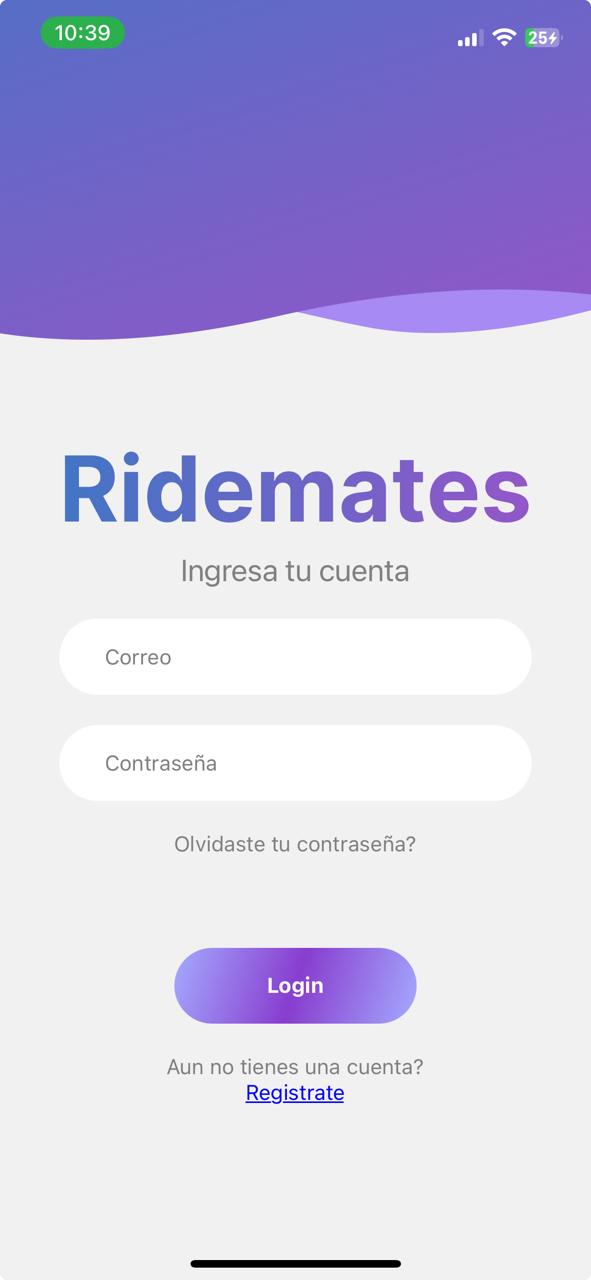 10:39
25
Ridemates
Ingresa tu cuenta
Correo
Contraseña
Olvidaste tu contraseña?
Login
Aun no tienes una cuenta?
Registrate